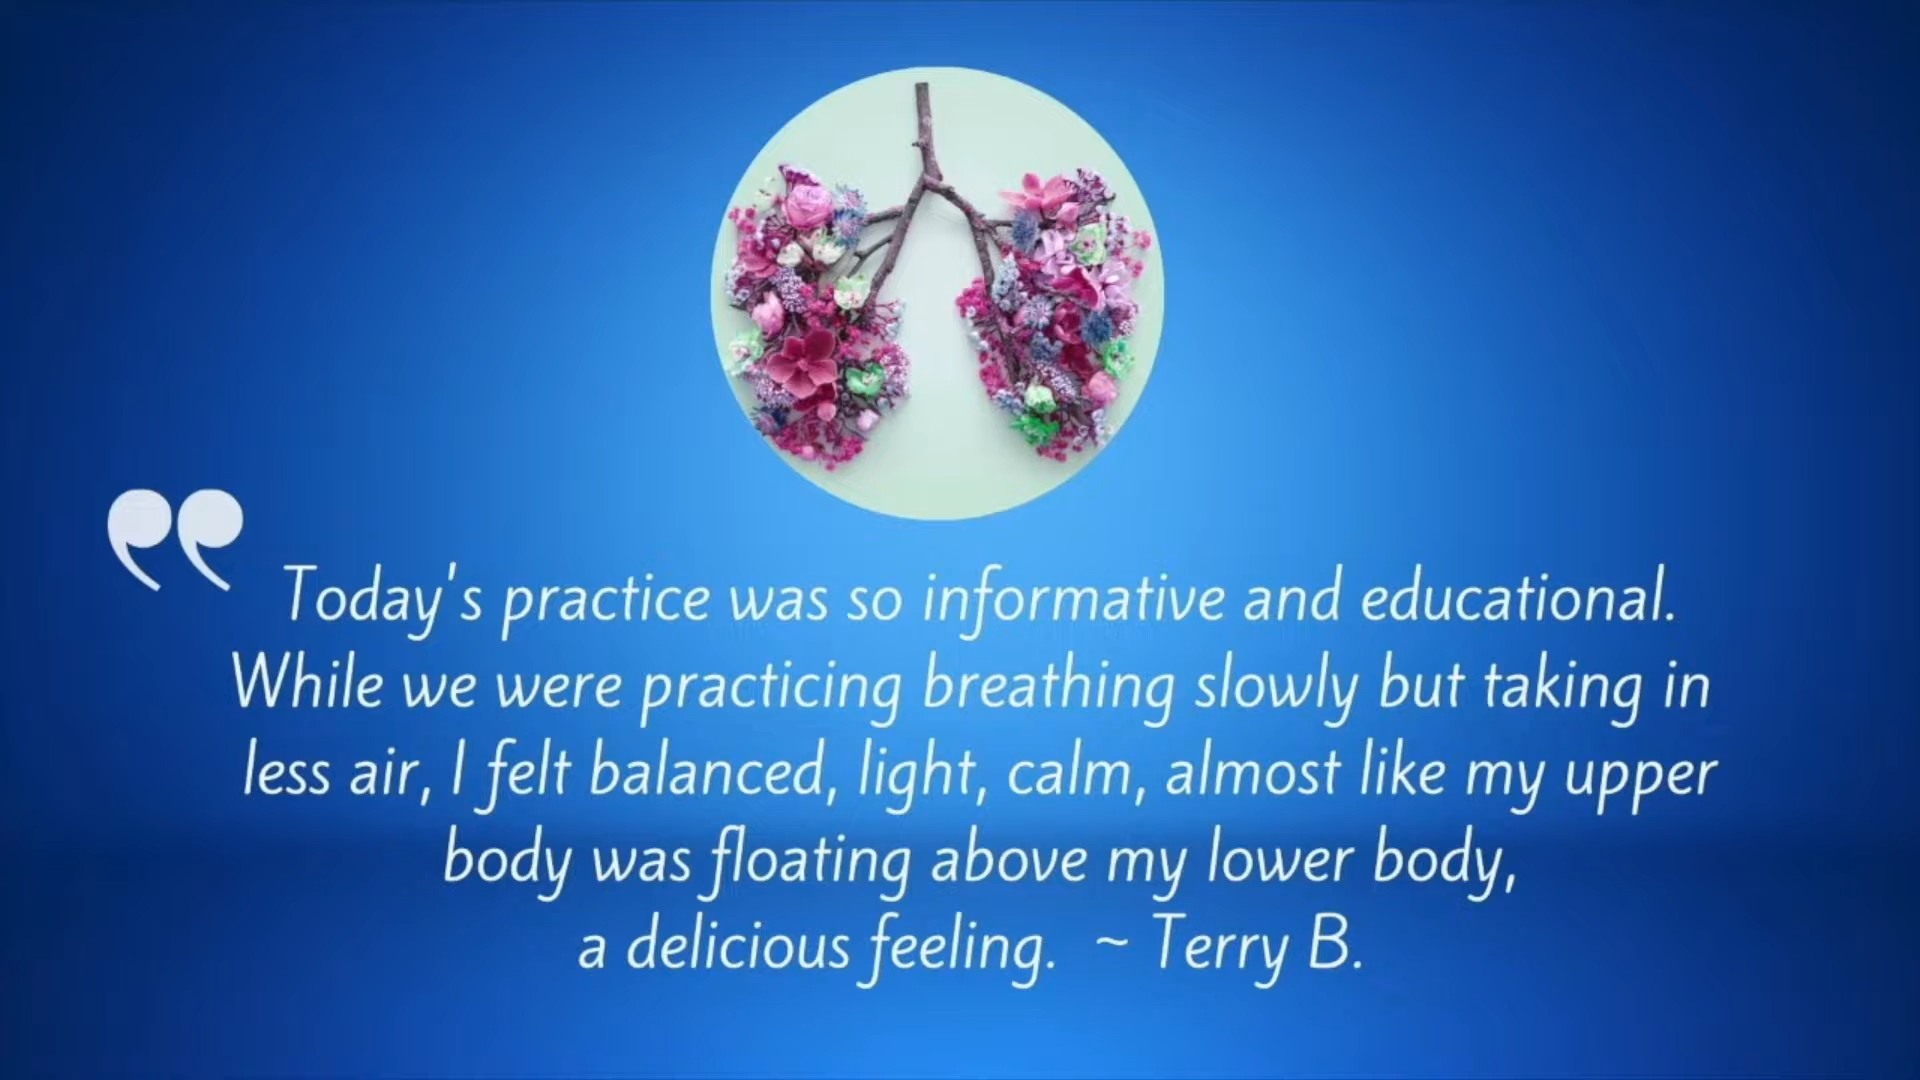 ❞ Today's practice was so informative and educational.
While we were practicing breathing slowly but taking in
less air, I felt balanced, light, calm, almost like my upper
body was floating above my lower body,
a delicious feeling.  ~ Terry B.